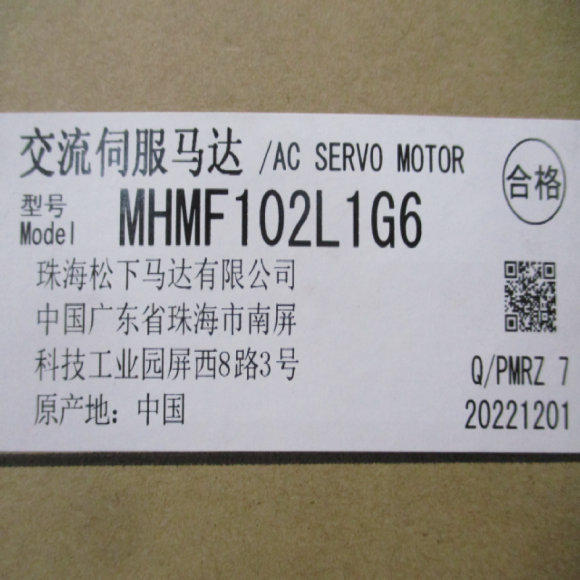 交流伺服马达 /AC SERVO MOTOR
合格
型号
Model MHMF102L1G6
珠海松下马达有限公司
中国广东省珠海市南屏
科技工业园屏西8路3号
Q/PMRZ 7
原产地：中国
20221201